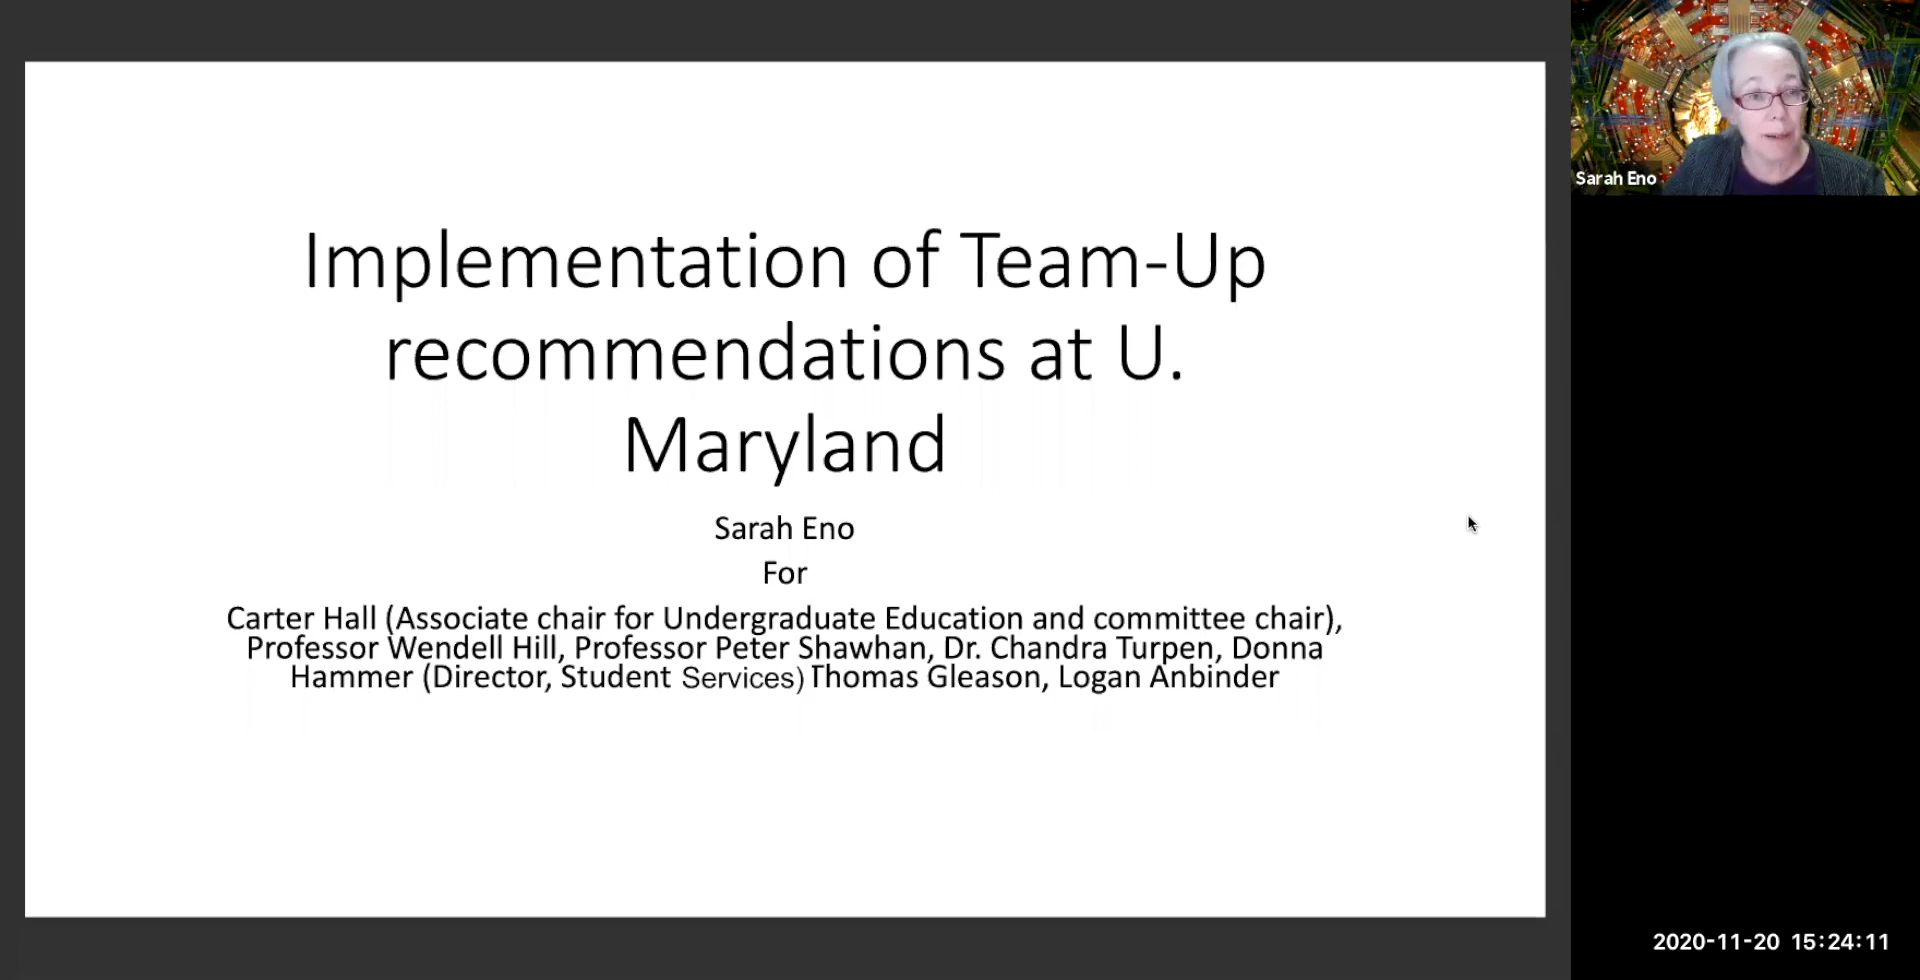 Implementation of Team-Up
recommendations at U.
Maryland
Sarah Eno
For
Carter Hall (Associate chair for Undergraduate Education and committee chair),
Professor Wendell Hill, Professor Peter Shawhan, Dr. Chandra Turpen, Donna
Hammer (Director, Student Services) Thomas Gleason, Logan Anbinder
Sarah Eno
2020-11-20 15:24:11